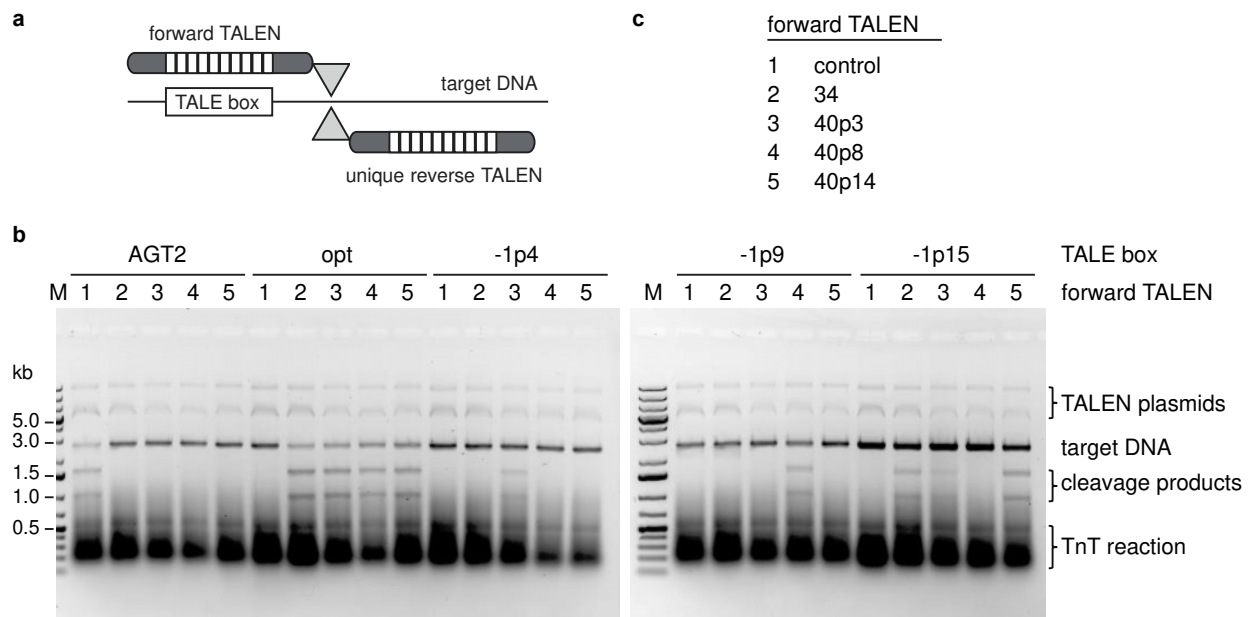 a
forward TALEN
TALE box
target DNA
unique reverse TALEN
c
forward TALEN
1 control
2 34
3 40p3
4 40p8
5 40p14
b
AGT2 opt -1p4 -1p9 -1p15 TALE box
M 1 2 3 4 5 1 2 3 4 5 1 2 3 4 5 M 1 2 3 4 5 1 2 3 4 5 forward TALEN
kb
5.0
3.0
1.5
1.0
0.5
TALEN plasmids
target DNA
cleavage products
TnT reaction